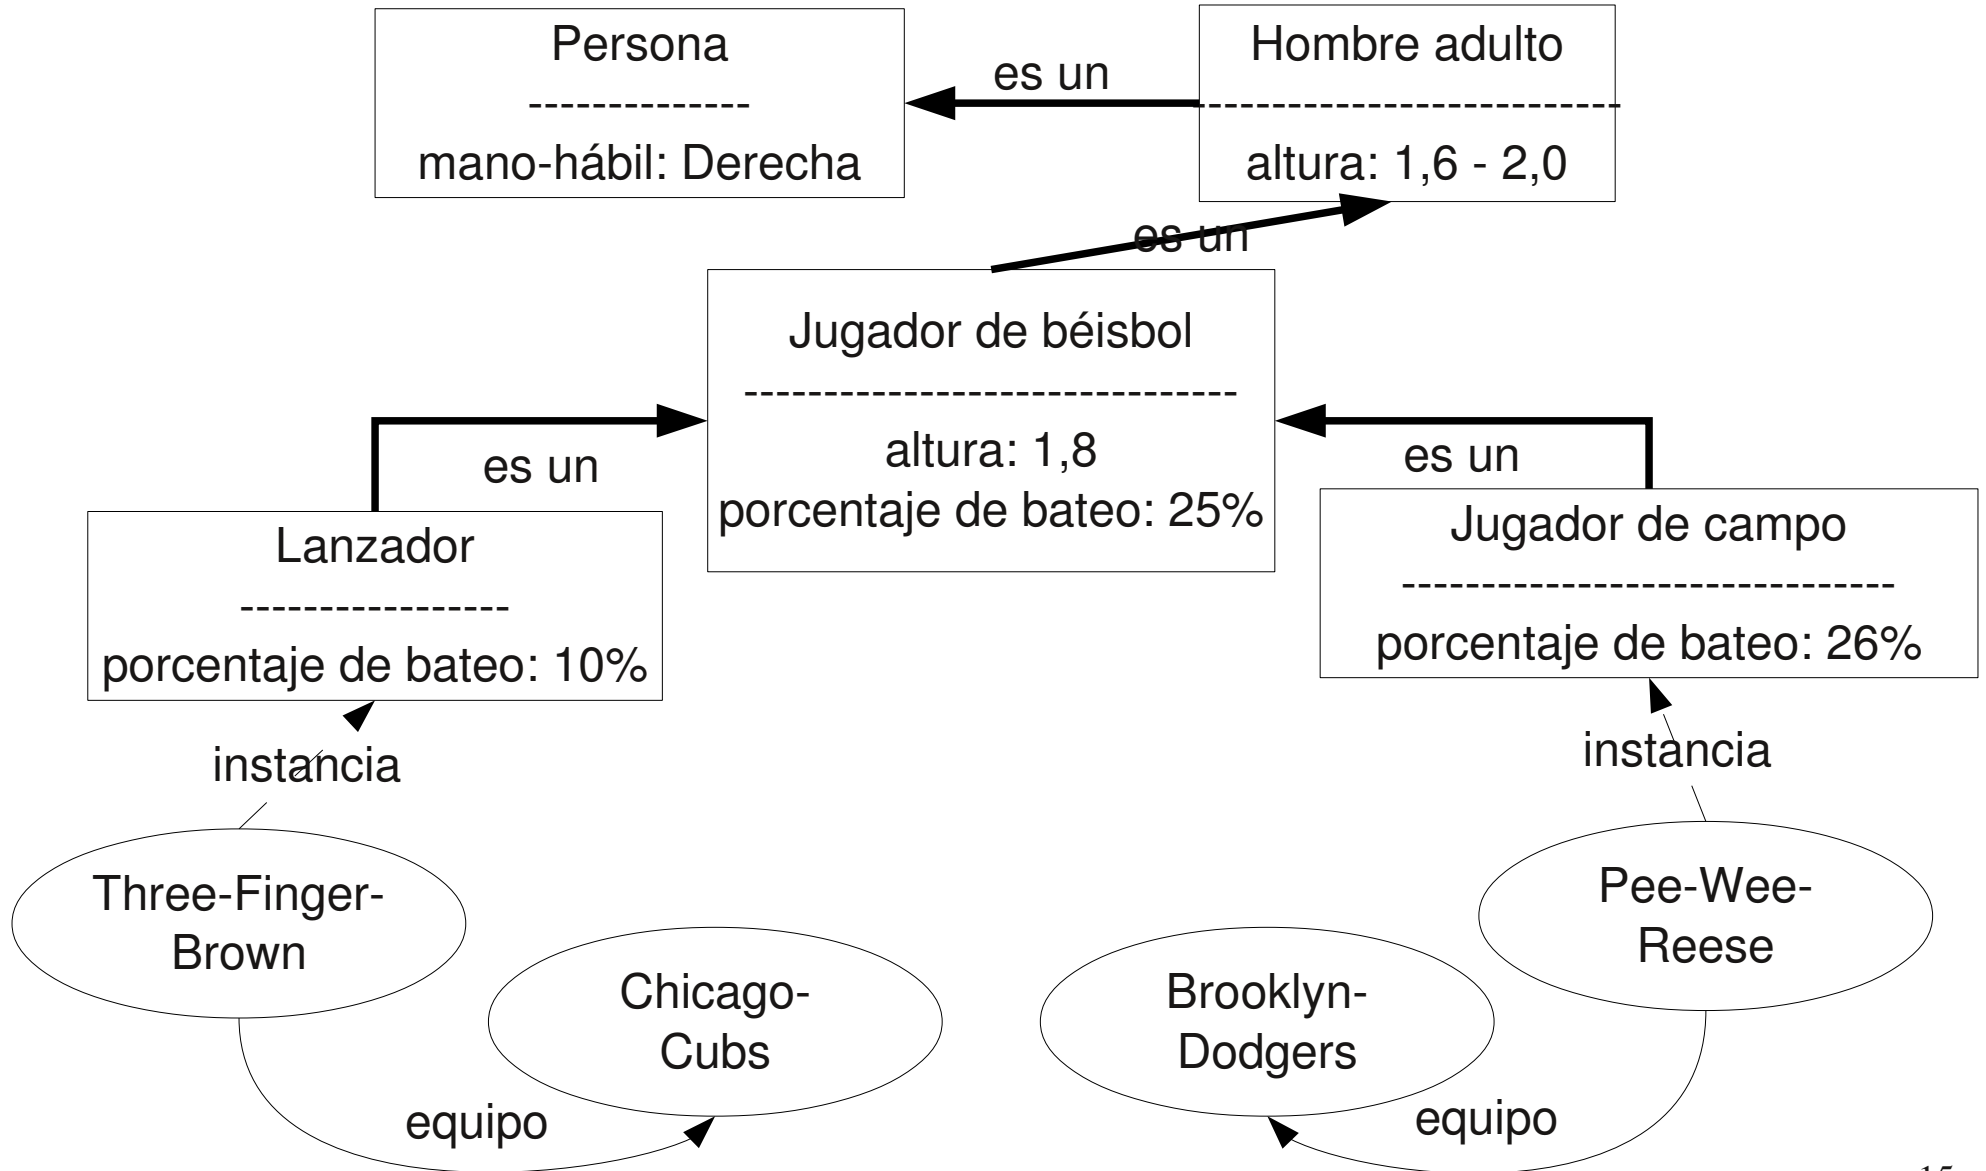 Persona
--------------
mano-hábil: Derecha
es un
Hombre adulto
---------------------------
altura: 1,6 - 2,0
es un
Jugador de béisbol
-------------------------------
altura: 1,8
porcentaje de bateo: 25%
es un
es un
Lanzador
-----------------
porcentaje de bateo: 10%
Jugador de campo
-------------------------------
porcentaje de bateo: 26%
instancia
instancia
Three-Finger-
Brown
Pee-Wee-
Reese
Chicago-
Cubs
Brooklyn-
Dodgers
equipo
equipo